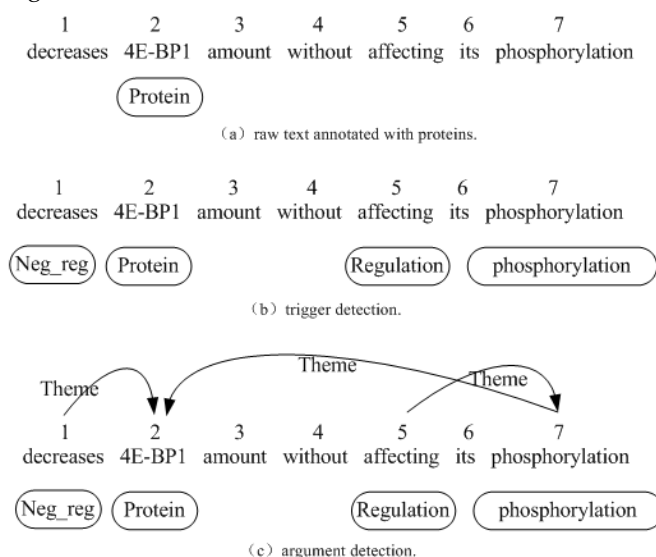 1 2 3 4 5 6 7
decreases 4E-BP1 amount without affecting its phosphorylation
Protein
（a）raw text annotated with proteins.
1 2 3 4 5 6 7
decreases 4E-BP1 amount without affecting its phosphorylation
Neg_reg Protein Regulation phosphorylation
（b）trigger detection.
Theme Theme Theme
1 2 3 4 5 6 7
decreases 4E-BP1 amount without affecting its phosphorylation
Neg_reg Protein Regulation phosphorylation
（c）argument detection.